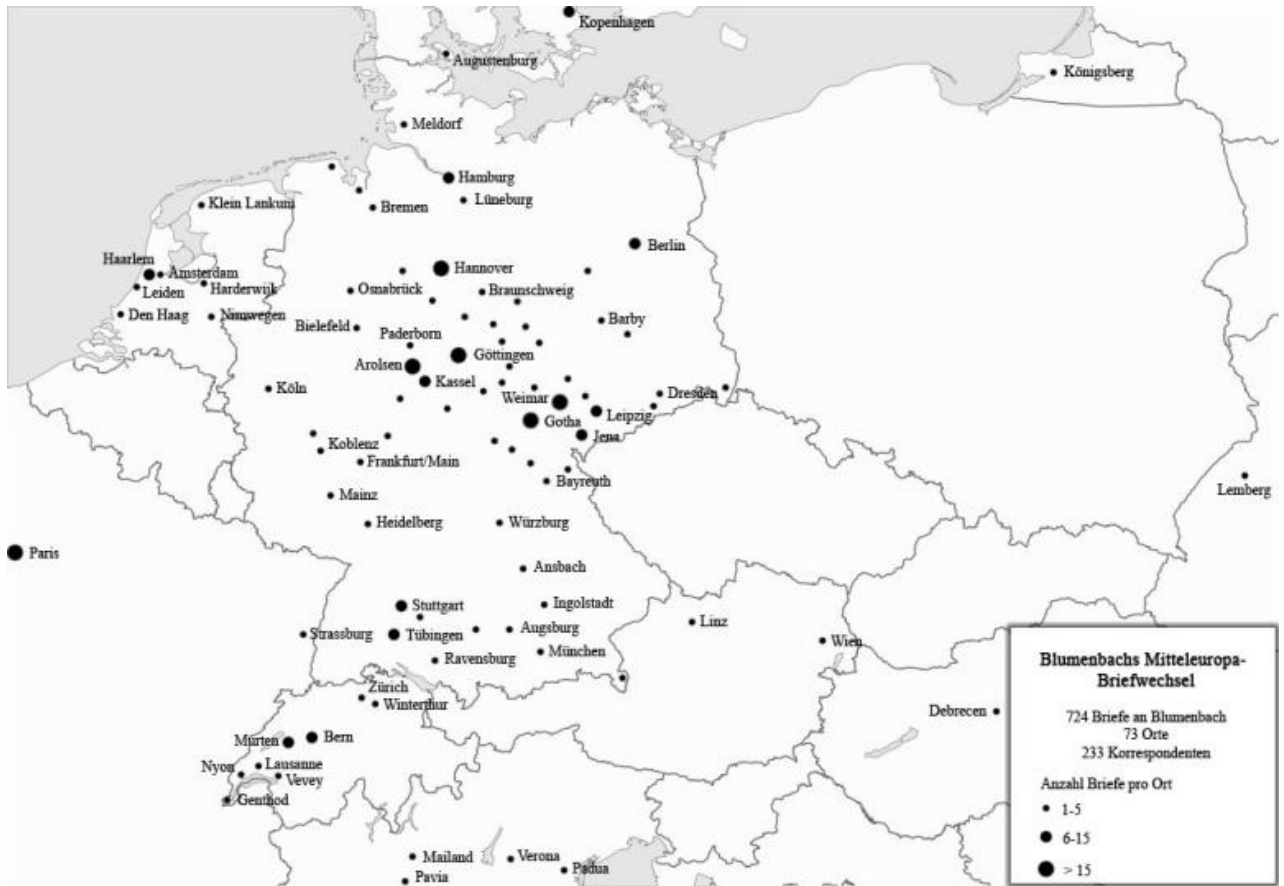 Kopenhagen
Augustenburg
Königsberg
Meldorf
Hamburg
Klein Lankum
Bremen
Lüneburg
Berlin
Haarlem
Amsterdam
Hannover
Leiden
Harderwijk
Osnabrück
Braunschweig
Den Haag
Nimwegen
Bielefeld
Barby
Paderborn
Göttingen
Arolsen
Kassel
Köln
Weimar
Dresden
Leipzig
Gotha
Jena
Koblenz
Frankfurt/Main
Bayreuth
Lemberg
Mainz
Heidelberg
Würzburg
Paris
Ansbach
Stuttgart
Ingolstadt
Linz
Strassburg
Tübingen
Augsburg
Wien
Ravensburg
München
Zürich
Winterthur
Debrecen
Murten
Bern
Nyon
Lausanne
Vevey
Genthod
Mailand
Verona
Padua
Pavia
Blumenbachs Mitteleuropa-
Briefwechsel
724 Briefe an Blumenbach
73 Orte
233 Korrespondenten
Anzahl Briefe pro Ort
1-5
6-15
> 15